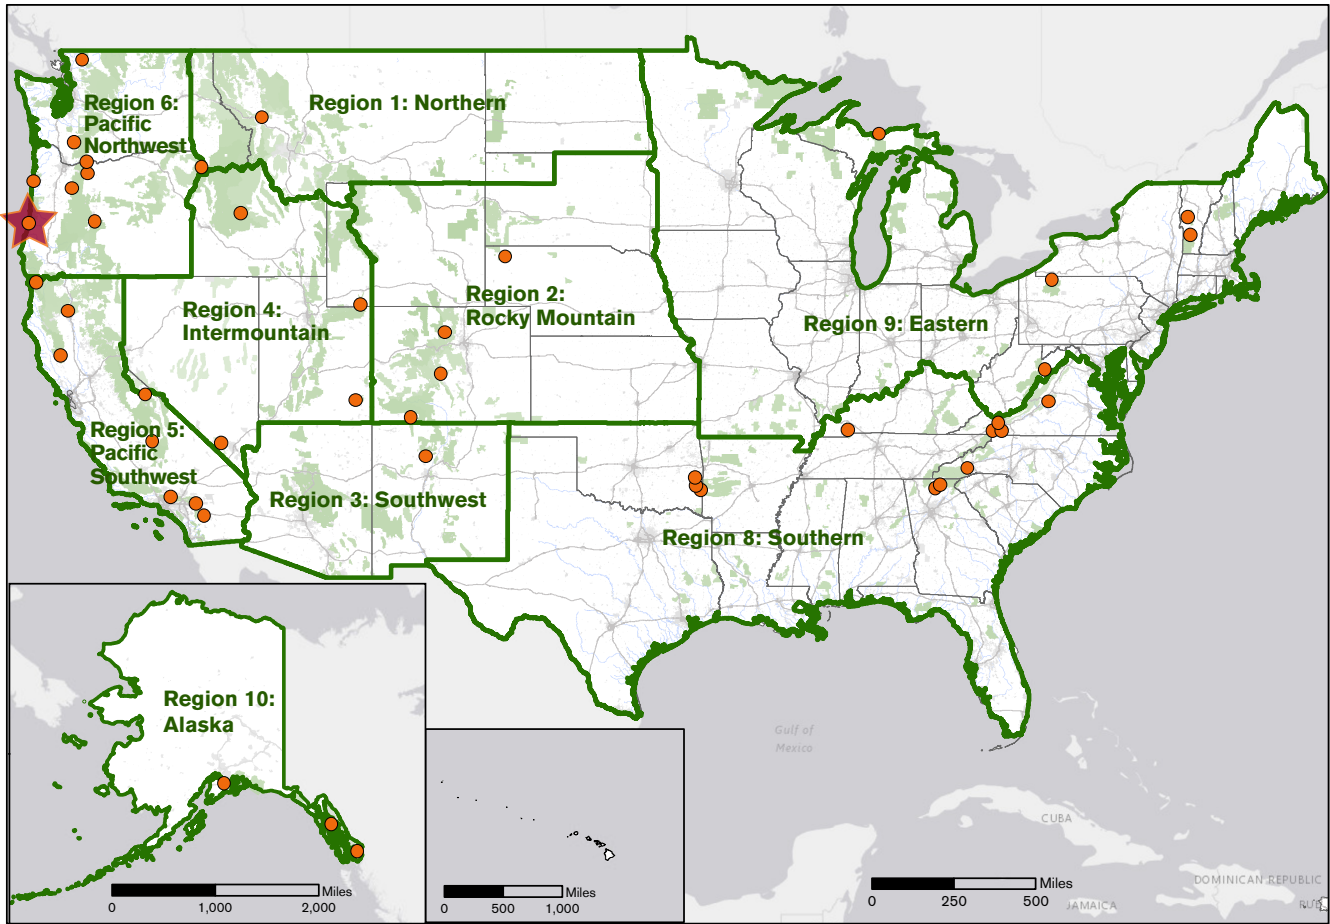 Region 6:
Pacific
Northwest
Region 1: Northern
Region 4:
Intermountain
Region 2:
Rocky Mountain
Region 9: Eastern
Region 5:
Pacific
Southwest
Region 3: Southwest
Region 8: Southern
Region 10:
Alaska
Gulf of
Mexico
CUBA
DOMINICAN REPUBLIC
JAMAICA
Miles
0 1,000 2,000
Miles
0 500 1,000
Miles
0 250 500